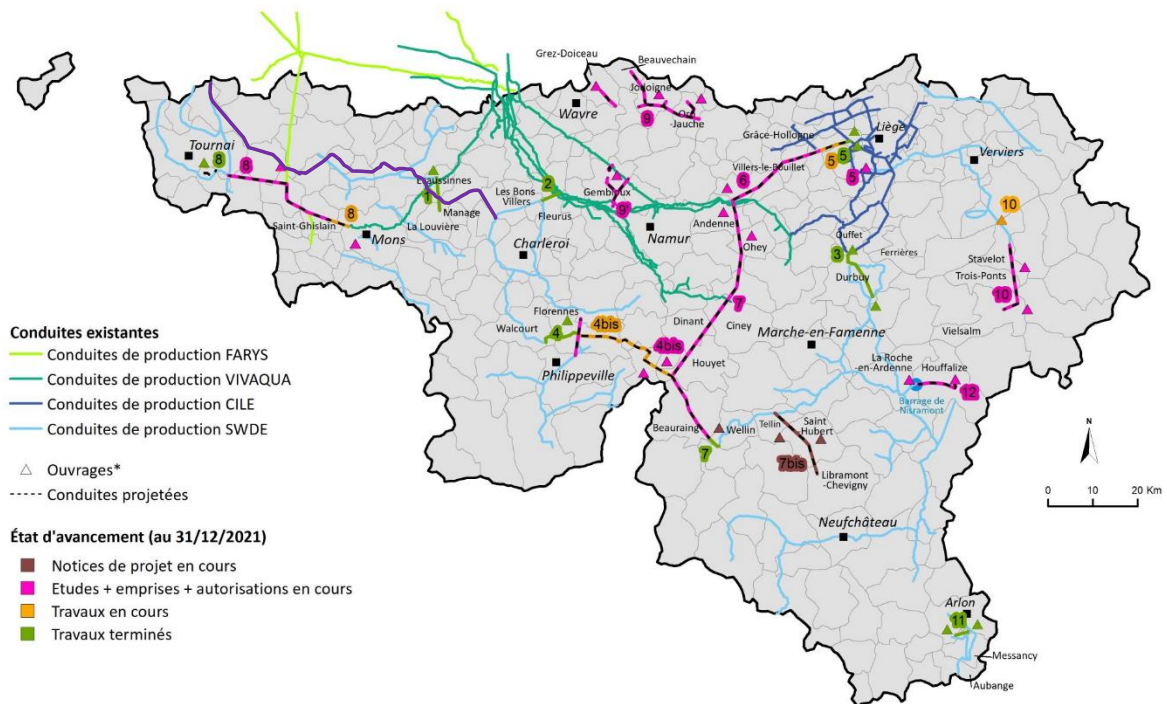 Grez-Doiceau
Beauvechain
Jodoigne
Wavre
Orp
Jauche
9
Tournai
8
8
Grâce-Hollogne
Liège
5
5
5
Verviers
Villers-le-Bouillet
6
Ecaussinnes
1
Manage
Les Bons
Villers
2
Gembloux
9
Fleurus
Andenne
Namur
8
Saint-Ghislain
Mons
La Louvière
Charleroi
Ohey
Ouffet
Ferrières
3
Durbuy
10
Stavelot
Trois-Ponts
10
7
Florennes
4bis
Walcourt
4
Dinant
Ciney
4bis
Houyet
Marche-en-Famenne
Vielsalm
Philippeville
La Roche
-en-Ardenne
Houffalize
12
Barrage de
Nisramont
Beauraing
Wellin
7
Tellin
Saint
Hubert
7bis
Libramont
-Chevigny
Neufchâteau
Arlon
11
Messancy
Aubange
N
0 10 20 Km
Conduites existantes
Conduites de production FARYS
Conduites de production VIVAQUA
Conduites de production CILE
Conduites de production SWDE
Ouvrages*
Conduites projetées
État d'avancement (au 31/12/2021)
Notices de projet en cours
Etudes + emprises + autorisations en cours
Travaux en cours
Travaux terminés